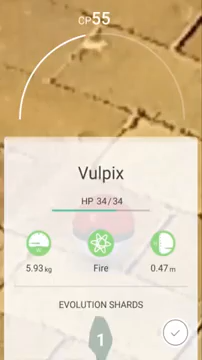 CP55
Vulpix
HP 34/34
5.93 kg
Fire
0.47 m
EVOLUTION SHARDS
1